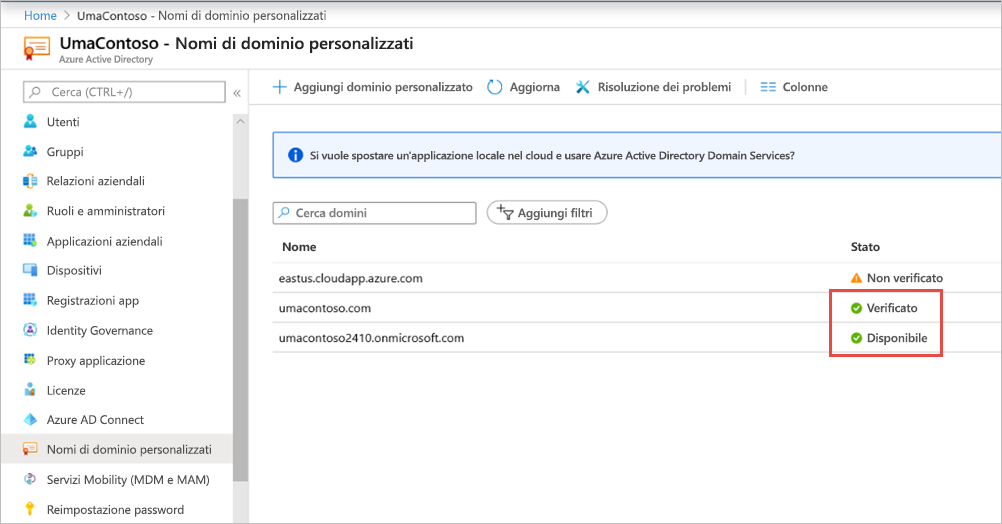 Home > UmaContoso - Nomi di dominio personalizzati
UmaContoso - Nomi di dominio personalizzati
Azure Active Directory
Cerca (CTRL+/)
«
Utenti
Gruppi
Relazioni aziendali
Ruoli e amministratori
Applicazioni aziendali
Dispositivi
Registrazioni app
Identity Governance
Proxy applicazione
Licenze
Azure AD Connect
Nomi di dominio personalizzati
Servizi Mobility (MDM e MAM)
Reimpostazione password
Aggiungi dominio personalizzato Aggiorna Risoluzione dei problemi Colonne
Si vuole spostare un'applicazione locale nel cloud e usare Azure Active Directory Domain Services?
Cerca domini Aggiungi filtri
Nome Stato
eastus.cloudapp.azure.com Non verificato
umacontoso.com Verificato
umacontoso2410.onmicrosoft.com Disponibile